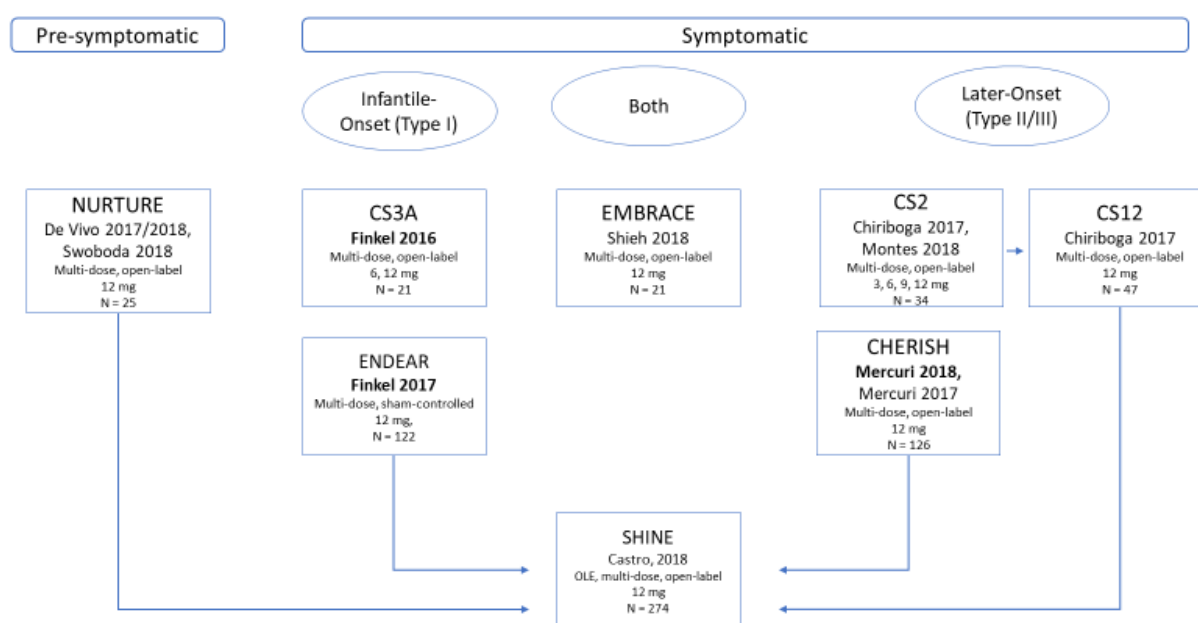 Pre-symptomatic
Symptomatic
Infantile-
Onset (Type I)
Both
Later-Onset
(Type II/III)
NURTURE
De Vivo 2017/2018,
Swoboda 2018
Multi-dose, open-label
12 mg
N = 25
CS3A
Finkel 2016
Multi-dose, open-label
6, 12 mg
N = 21
EMBRACE
Shieh 2018
Multi-dose, open-label
12 mg
N = 21
CS2
Chiriboga 2017,
Montes 2018
Multi-dose, open-label
3, 6, 9, 12 mg
N = 34
CS12
Chiriboga 2017
Multi-dose, open-label
12 mg
N = 47
ENDEAR
Finkel 2017
Multi-dose, sham-controlled
12 mg,
N = 122
CHERISH
Mercuri 2018,
Mercuri 2017
Multi-dose, open-label
12 mg
N = 126
SHINE
Castro, 2018
OLE, multi-dose, open-label
12 mg
N = 274